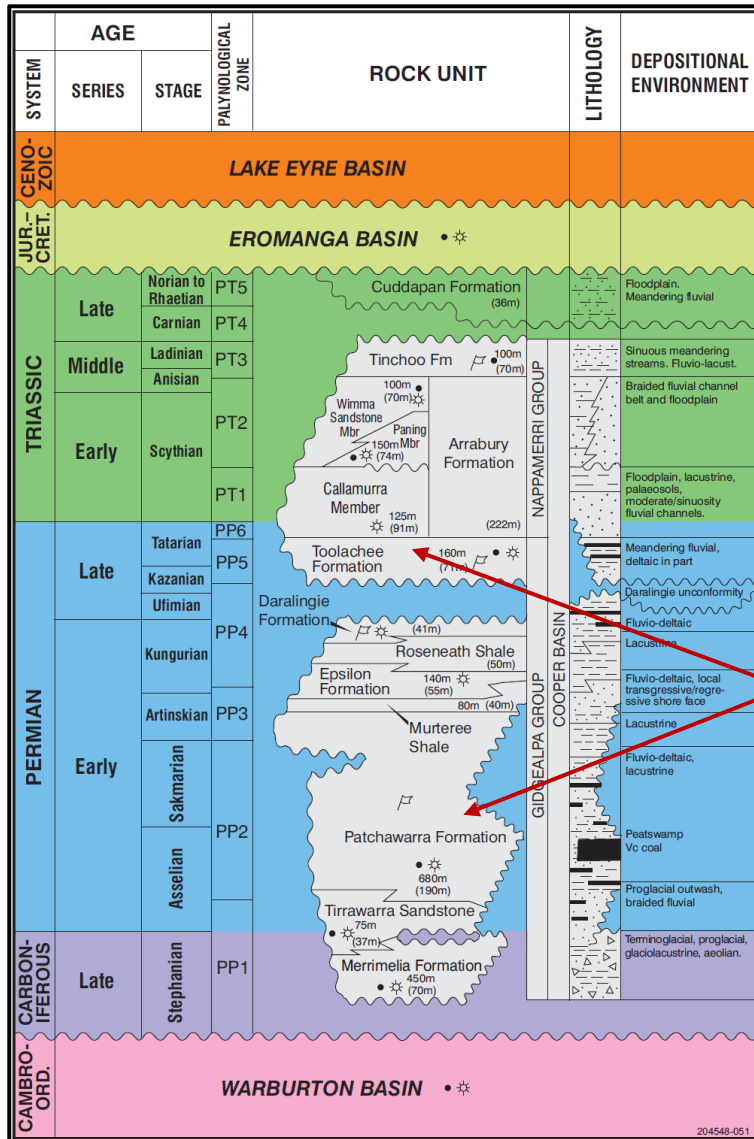 AGE
SYSTEM
SERIES
STAGE
PALYNOLOGICAL
ZONE
ROCK UNIT
LITHOLOGY
DEPOSITIONAL
ENVIRONMENT
CENO-
ZOIC
LAKE EYRE BASIN
JUR.–
CRET.
EROMANGA BASIN
TRIASSIC
Late
Norian to
Rhaetian
PT5
Cuddapan Formation
(36m)
Floodplain.
Meandering fluvial
Carnian
PT4
Middle
Ladinian
PT3
Tinchoo Fm
100m
(70m)
Sinuous meandering
streams. Fluvio-lacust.
Anisian
Early
Scythian
PT2
100m
(70m)
Wimma
Sandstone
Mbr
Paning
Mbr
150m
(74m)
Arrabury
Formation
Braided fluvial channel
belt and floodplain
PT1
Callamurra
Member
125m
(91m)
(222m)
Floodplain, lacustrine,
palaeosols,
moderate/sinuosity
fluvial channels.
NAPPAMERRI GROUP
PERMIAN
Late
Tatarian
PP6
PP5
Toolachee
Formation
160m
(71m)
Meandering fluvial,
deltaic in part
Kazanian
Ufimian
Daralingie unconformity
Early
Kungurian
PP4
Daralingie
Formation
(41m)
Fluvio-deltaic
Roseneath Shale
(50m)
Lacustrine
Epsilon
Formation
140m
(55m)
Fluvio-deltaic, local
transgressive/regre-
ssive shore face
Artinskian
PP3
80m (40m)
Murteree
Shale
Lacustrine
GIDGEALPA GROUP
COOPER BASIN
Sakmarian
PP2
Fluvio-deltaic,
lacustrine
Patchawarra Formation
680m
(190m)
Peatswamp
Vc coal
Asselian
Tirrawarra Sandstone
75m
(37m)
Proglacial outwash,
braided fluvial
CARBON-
IFEROUS
Late
Stephanian
PP1
Merrimelia Formation
450m
(70m)
Terminoglacial, proglacial,
glaciolacustrine, aeolian.
CAMBRO-
ORD.
WARBURTON BASIN
204548-051